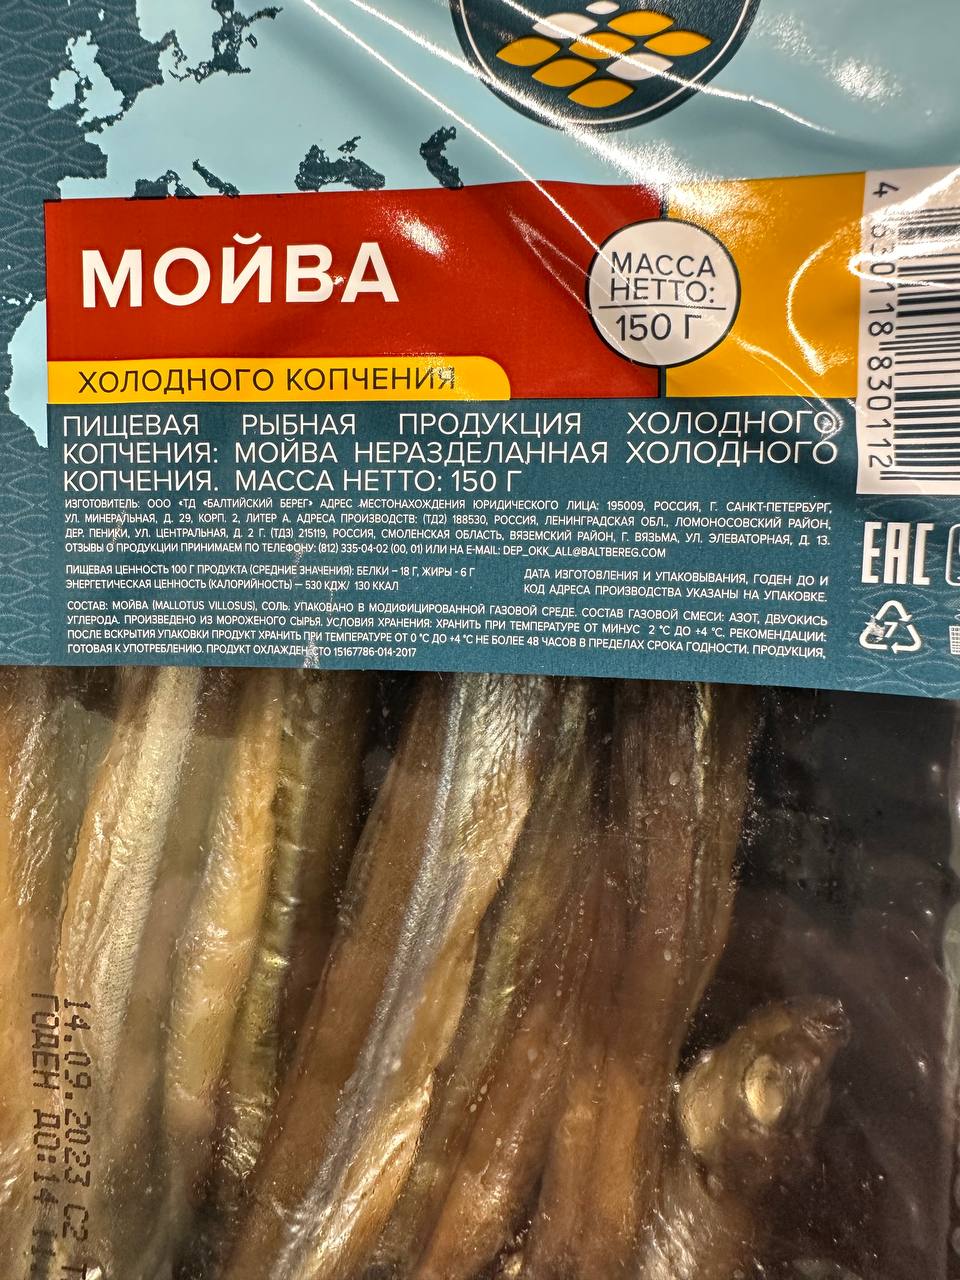 МОЙВА
МАССА
НЕТТО:
150 Г
ХОЛОДНОГО КОПЧЕНИЯ
4 630118 830112
ПИЩЕВАЯ РЫБНАЯ ПРОДУКЦИЯ ХОЛОДНОГО
КОПЧЕНИЯ: МОЙВА НЕРАЗДЕЛАННАЯ ХОЛОДНОГО
КОПЧЕНИЯ. МАССА НЕТТО: 150 Г
ИЗГОТОВИТЕЛЬ: ООО «ТД «БАЛТИЙСКИЙ БЕРЕГ» АДРЕС МЕСТОНАХОЖДЕНИЯ ЮРИДИЧЕСКОГО ЛИЦА: 195009, РОССИЯ, Г. САНКТ-ПЕТЕРБУРГ,
УЛ. МИНЕРАЛЬНАЯ, Д. 29, КОРП. 2, ЛИТЕР А. АДРЕСА ПРОИЗВОДСТВ: (ТД2) 188530, РОССИЯ, ЛЕНИНГРАДСКАЯ ОБЛ., ЛОМОНОСОВСКИЙ РАЙОН,
ДЕР. ПЕНИКИ, УЛ. ЦЕНТРАЛЬНАЯ, Д. 2 Г. (ТД3) 215119, РОССИЯ, СМОЛЕНСКАЯ ОБЛАСТЬ, ВЯЗЕМСКИЙ РАЙОН, Г. ВЯЗЬМА, УЛ. ЭЛЕВАТОРНАЯ, Д. 13.
ОТЗЫВЫ О ПРОДУКЦИИ ПРИНИМАЕМ ПО ТЕЛЕФОНУ: (812) 335-04-02 (00, 01) ИЛИ НА E-MAIL: DEP_OKK_ALL@BALTBEREG.COM
ПИЩЕВАЯ ЦЕННОСТЬ 100 Г ПРОДУКТА (СРЕДНИЕ ЗНАЧЕНИЯ): БЕЛКИ – 18 Г, ЖИРЫ - 6 Г
ЭНЕРГЕТИЧЕСКАЯ ЦЕННОСТЬ (КАЛОРИЙНОСТЬ) — 530 КДЖ/ 130 ККАЛ
ДАТА ИЗГОТОВЛЕНИЯ И УПАКОВЫВАНИЯ, ГОДЕН ДО И
КОД АДРЕСА ПРОИЗВОДСТВА УКАЗАНЫ НА УПАКОВКЕ.
СОСТАВ: МОЙВА (MALLOTUS VILLOSUS), СОЛЬ. УПАКОВАНО В МОДИФИЦИРОВАННОЙ ГАЗОВОЙ СРЕДЕ. СОСТАВ ГАЗОВОЙ СМЕСИ: АЗОТ, ДВУОКИСЬ
УГЛЕРОДА. ПРОИЗВЕДЕНО ИЗ МОРОЖЕНОГО СЫРЬЯ. УСЛОВИЯ ХРАНЕНИЯ: ХРАНИТЬ ПРИ ТЕМПЕРАТУРЕ ОТ МИНУС 2 °С ДО +4 °С. РЕКОМЕНДАЦИИ:
ПОСЛЕ ВСКРЫТИЯ УПАКОВКИ ПРОДУКТ ХРАНИТЬ ПРИ ТЕМПЕРАТУРЕ ОТ 0 °С ДО +4 °С НЕ БОЛЕЕ 48 ЧАСОВ В ПРЕДЕЛАХ СРОКА ГОДНОСТИ. ПРОДУКЦИЯ,
ГОТОВАЯ К УПОТРЕБЛЕНИЮ. ПРОДУКТ ОХЛАЖДЕН. СТО 15167786-014-2017
EAC
7
14.09.2023 C2
ГОДЕН ДО: 14